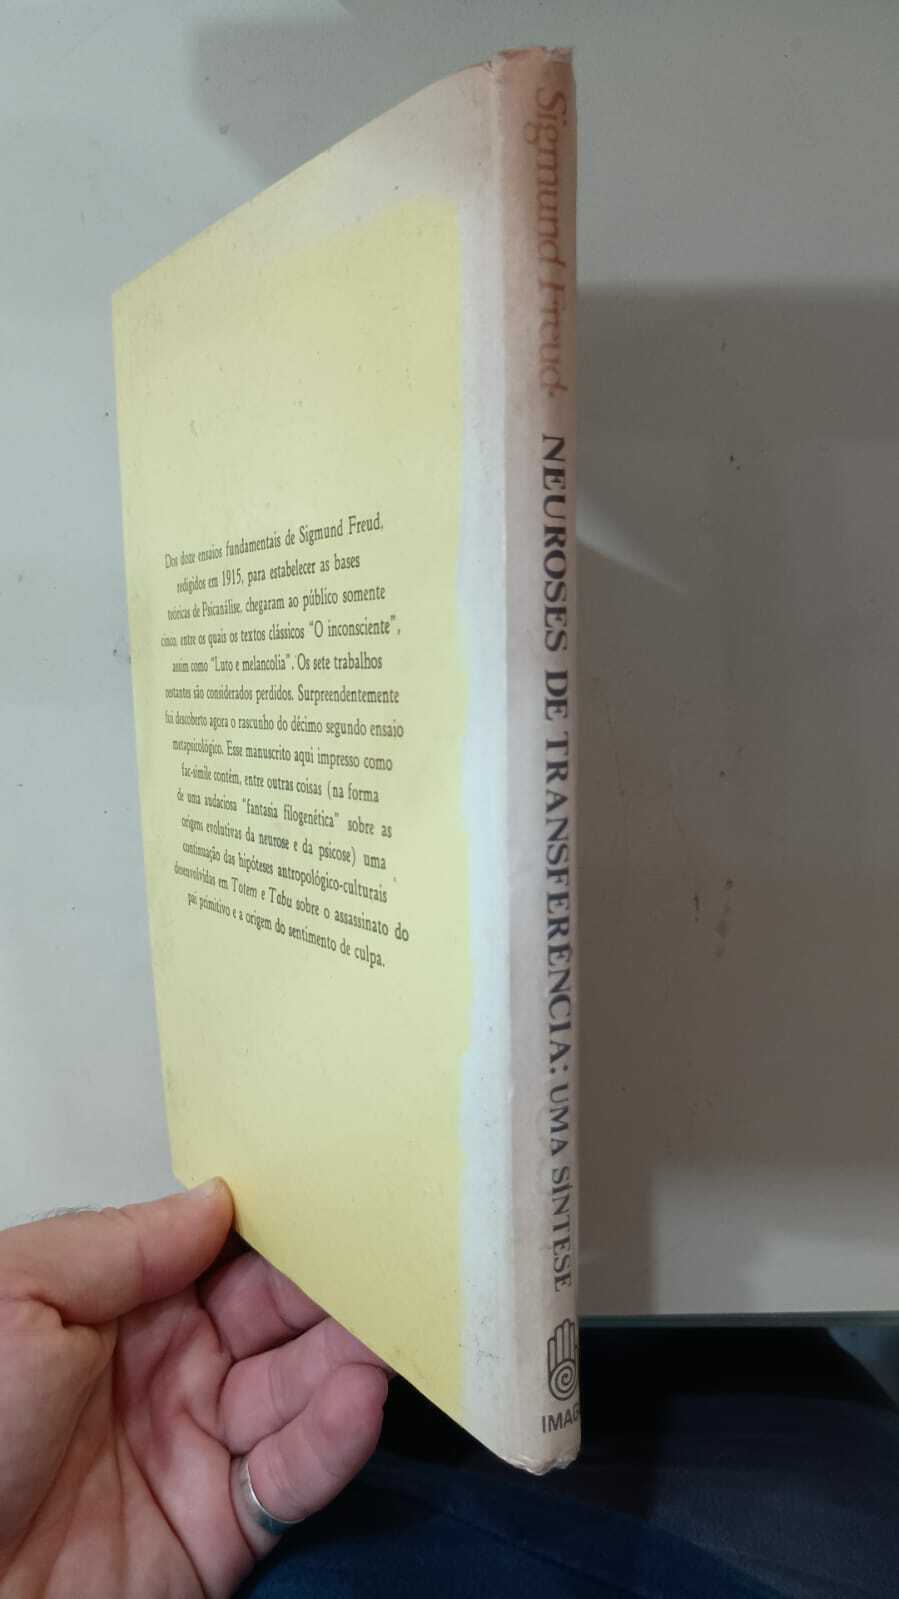 Sigmund Freud.
NEUROSES DE TRANSFERÊNCIA: UMA SÍNTESE
IMAG
Dos doze ensaios fundamentais de Sigmund Freud,
redigidos em 1915, para estabelecer as bases
teóricas de Psicanálise, chegaram ao público somente
cinco, entre os quais os textos clássicos "O inconsciente",
assim como "Luto e melancolia". Os sete trabalhos
restantes são considerados perdidos. Surpreendentemente
foi descoberto agora o rascunho do décimo segundo ensaio
metapsicológico. Esse manuscrito aqui impresso como
fac-símile contém, entre outras coisas (na forma
de uma audaciosa "fantasia filogenética" sobre as
origens evolutivas da neurose e da psicose) uma
continuação das hipóteses antropológico-culturais
desenvolvidas em Totem e Tabu sobre o assassinato do
pai primitivo e a origem do sentimento de culpa.